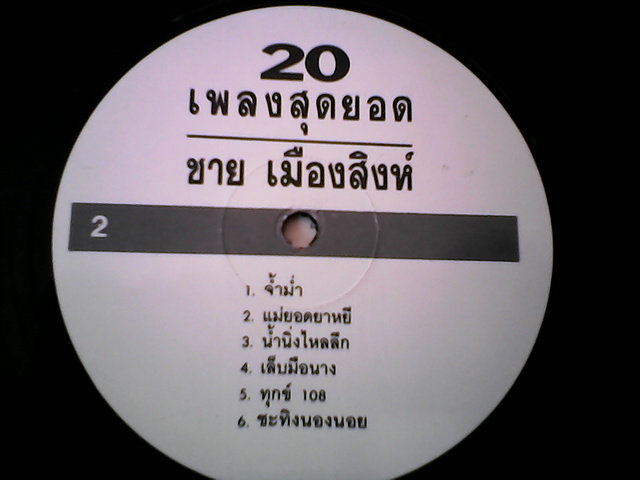 20
เพลงสุดยอด
ชาย เมืองสิงห์
2
1. จ้ำม่ำ
2. แม่ยอดยาหยี
3. น้ำนิ่งไหลลึก
4. เล็บมือนาง
5. ทุกข์ 108
6. ชะทิงนองนอย